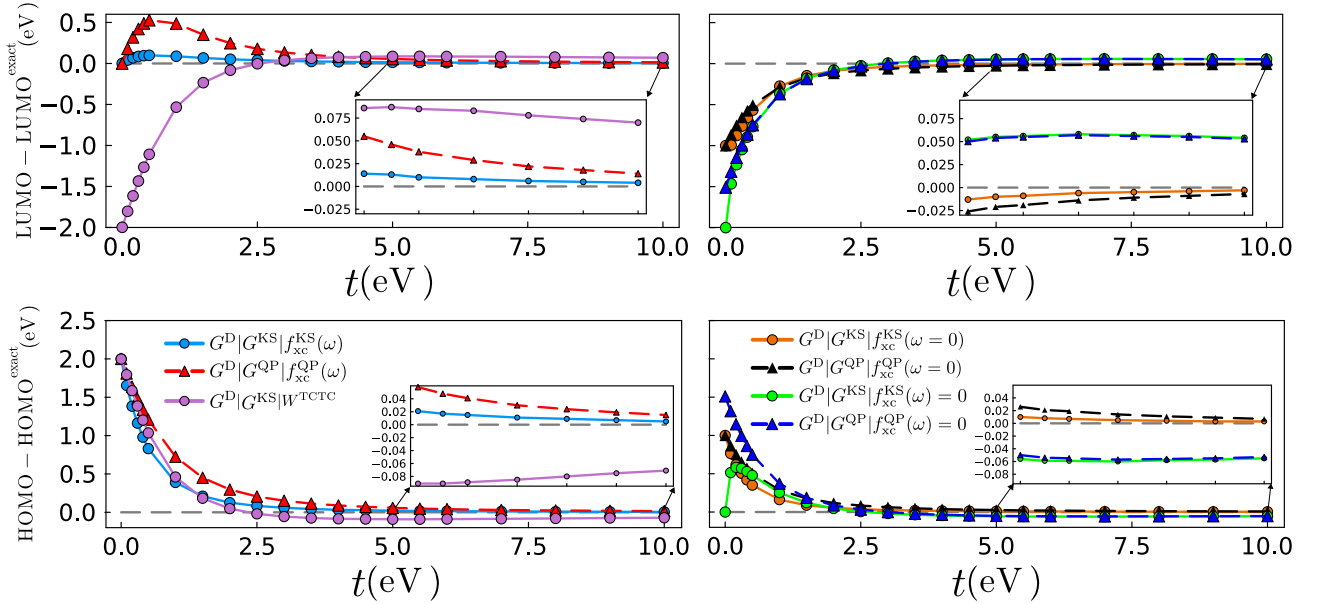 LUMO − LUMO^exact (eV)
0.5
0.0
−0.5
−1.0
−1.5
−2.0
0.075
0.050
0.025
0.000
−0.025
0.0 2.5 5.0 7.5 10.0
t(eV)
0.075
0.050
0.000
−0.025
0.0 2.5 5.0 7.5 10.0
t(eV)
HOMO − HOMO^exact (eV)
2.5
2.0
1.5
1.0
0.5
0.0
G^D|G^KS|f_xc^KS(ω)
G^D|G^QP|f_xc^QP(ω)
G^D|G^KS|W^TCTC
0.04
0.02
0.00
−0.02
−0.04
−0.06
−0.08
0.0 2.5 5.0 7.5 10.0
t(eV)
G^D|G^KS|f_xc^KS(ω = 0)
G^D|G^QP|f_xc^QP(ω = 0)
G^D|G^KS|f_xc^KS(ω) = 0
G^D|G^QP|f_xc^QP(ω) = 0
0.04
0.02
0.00
−0.02
−0.04
−0.06
−0.08
0.0 2.5 5.0 7.5 10.0
t(eV)